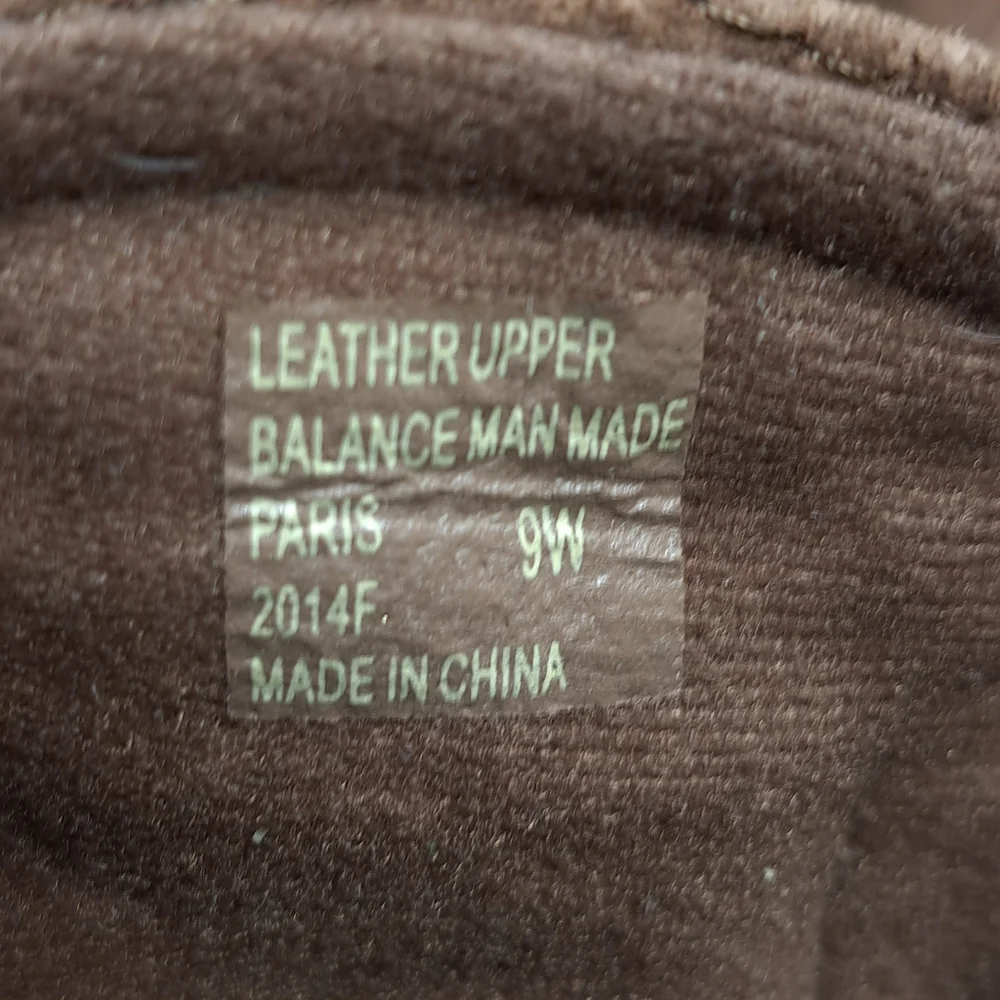 LEATHER UPPER
BALANCE MAN MADE
PARIS 9W
2014F.
MADE IN CHINA